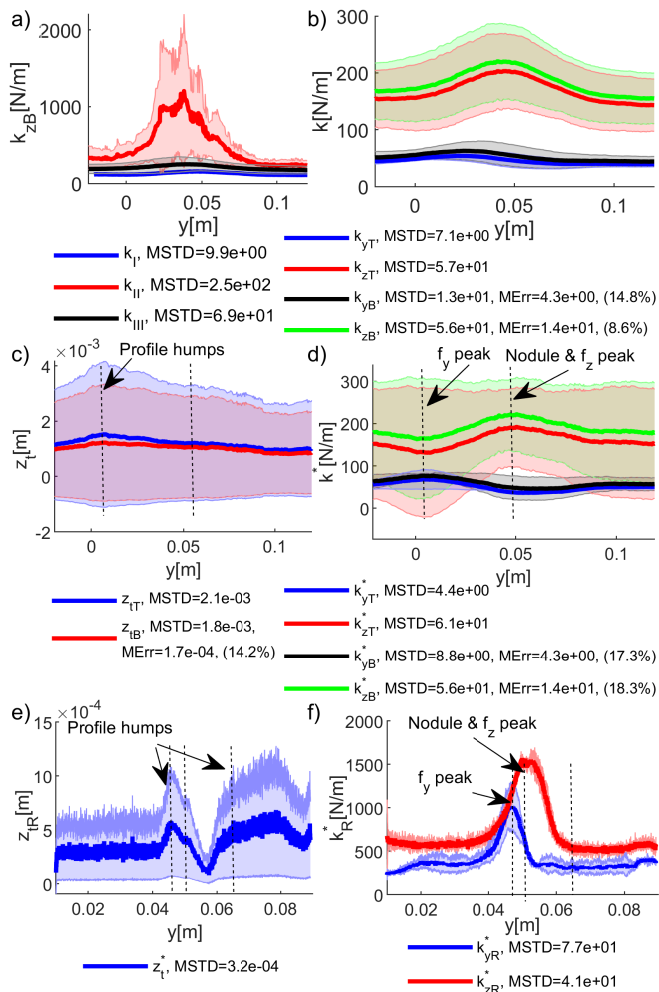 a)
k_zB[N/m]
2000
1000
0
0
0.05
0.1
y[m]
k_I, MSTD=9.9e+00
k_II, MSTD=2.5e+02
k_III, MSTD=6.9e+01
b)
k[N/m]
300
200
100
0
0
0.05
0.1
y[m]
k_yT, MSTD=7.1e+00
k_zT, MSTD=5.7e+01
k_yB, MSTD=1.3e+01, MErr=4.3e+00, (14.8%)
k_zB, MSTD=5.6e+01, MErr=1.4e+01, (8.6%)
c)
×10^-3
Profile humps
z_t[m]
4
2
0
-2
0
0.05
0.1
y[m]
z_tT, MSTD=2.1e-03
z_tB, MSTD=1.8e-03,
MErr=1.7e-04, (14.2%)
d)
f_y peak
Nodule & f_z peak
k^* [N/m]
300
200
100
0
0
0.05
0.1
y[m]
k_yT^*, MSTD=4.4e+00
k_zT^*, MSTD=6.1e+01
k_yB^*, MSTD=8.8e+00, MErr=4.3e+00, (17.3%)
k_zB^*, MSTD=5.6e+01, MErr=1.4e+01, (18.3%)
e)
×10^-4
Profile humps
z_tR[m]
15
10
5
0
0.02
0.04
0.06
0.08
y[m]
z_t^*, MSTD=3.2e-04
f)
Nodule & f_z peak
f_y peak
k_R^*[N/m]
2000
1500
1000
500
0
0.02
0.04
0.06
0.08
y[m]
k_yR^*, MSTD=7.7e+01
k_zR^*, MSTD=4.1e+01